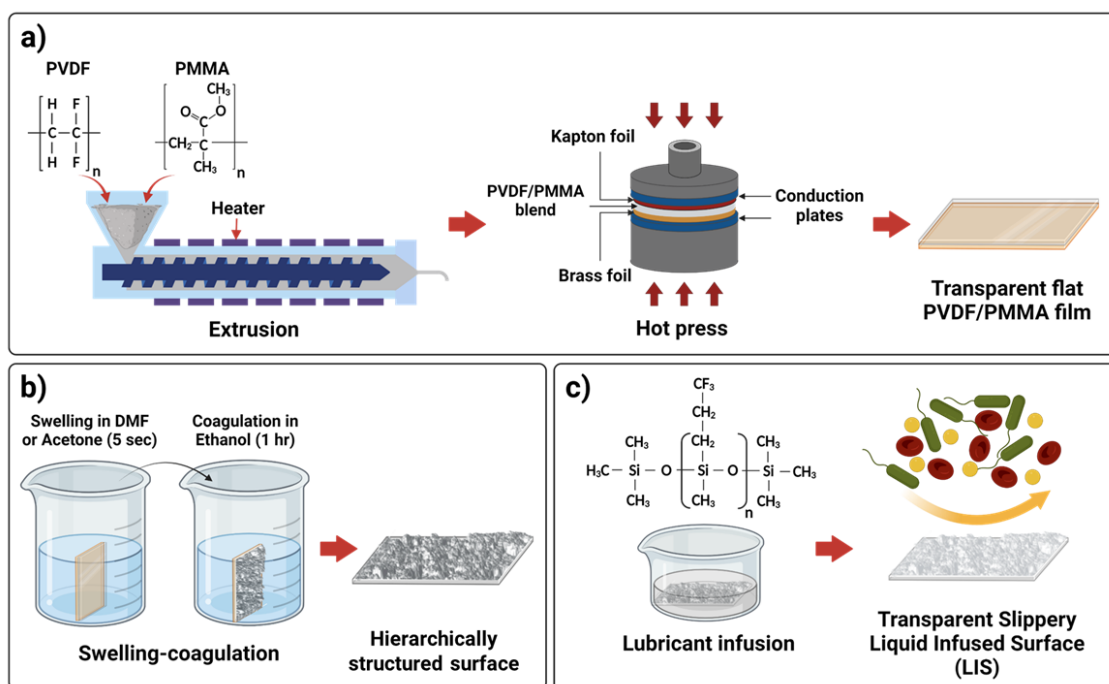 a)
PVDF
PMMA
H F
C C
H F
n
CH₃
O O
C
CH₂ C
CH₃
n
Heater
Extrusion
Kapton foil
PVDF/PMMA
blend
Brass foil
Conduction
plates
Hot press
Transparent flat
PVDF/PMMA film
b)
Swelling in DMF
or Acetone (5 sec)
Coagulation in
Ethanol (1 hr)
Swelling-coagulation
Hierarchically
structured surface
c)
CF₃
CH₂
CH₃ CH₂ CH₃
H₃C Si O Si O Si CH₃
CH₃ CH₃ CH₃
n
Lubricant infusion
Transparent Slippery
Liquid Infused Surface
(LIS)